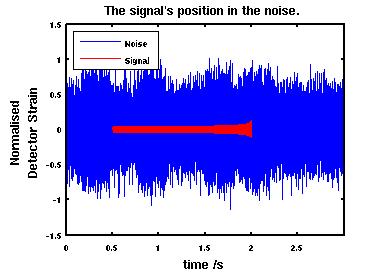 The signal's position in the noise.
1.5
Noise
Signal
1
0.5
0
-0.5
-1
-1.5
Normalised
Detector Strain
0 0.5 1 1.5 2 2.5
time /s